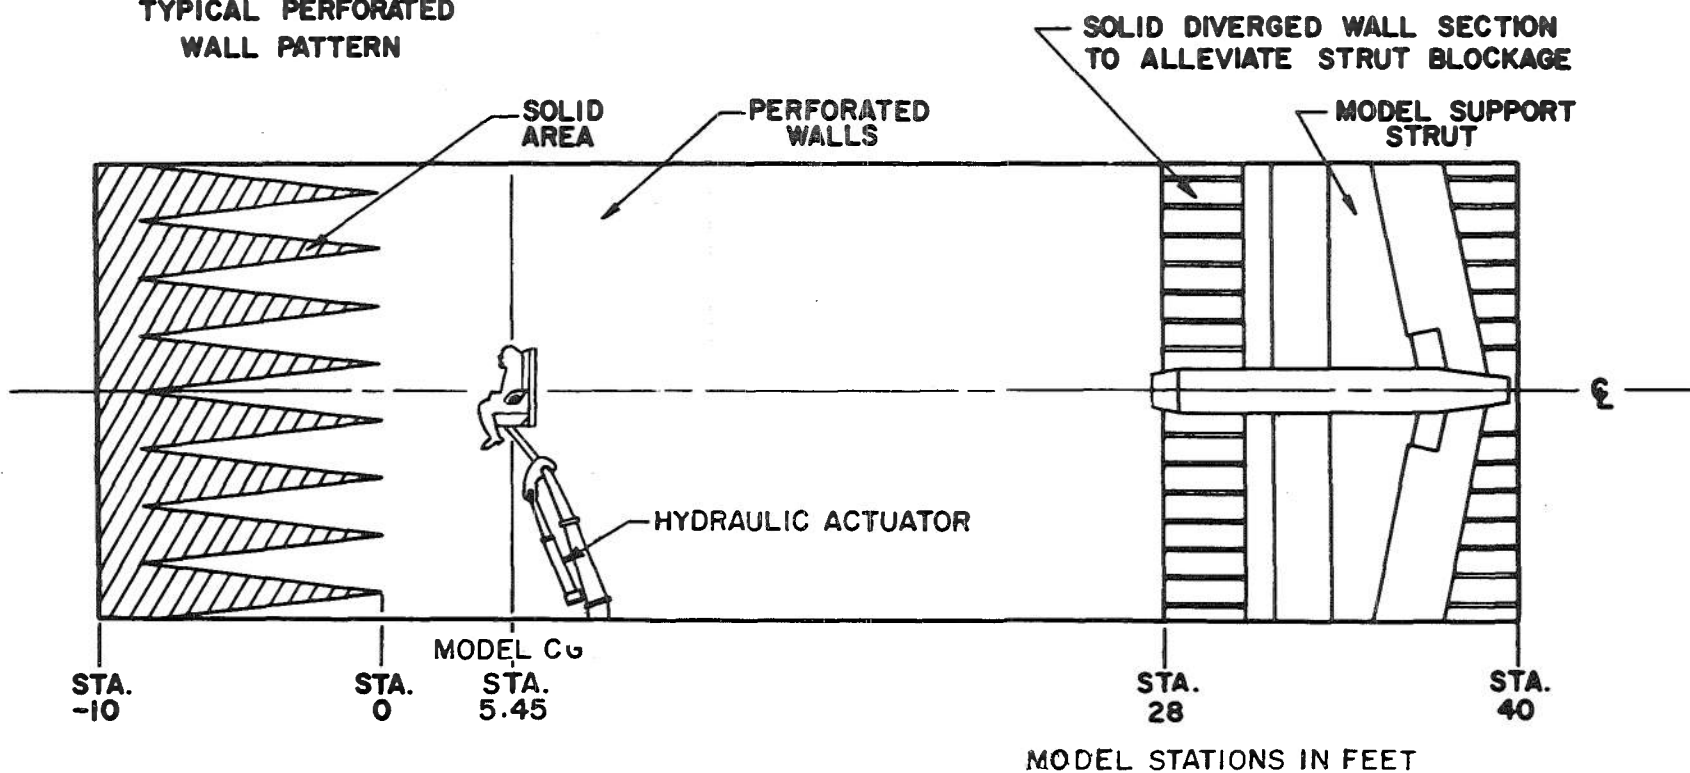 TYPICAL PERFORATED
WALL PATTERN
SOLID DIVERGED WALL SECTION
TO ALLEVIATE STRUT BLOCKAGE
SOLID
AREA
PERFORATED
WALLS
MODEL SUPPORT
STRUT
℄
HYDRAULIC ACTUATOR
MODEL CG
STA.
-10
STA.
0
STA.
5.45
STA.
28
STA.
40
MODEL STATIONS IN FEET